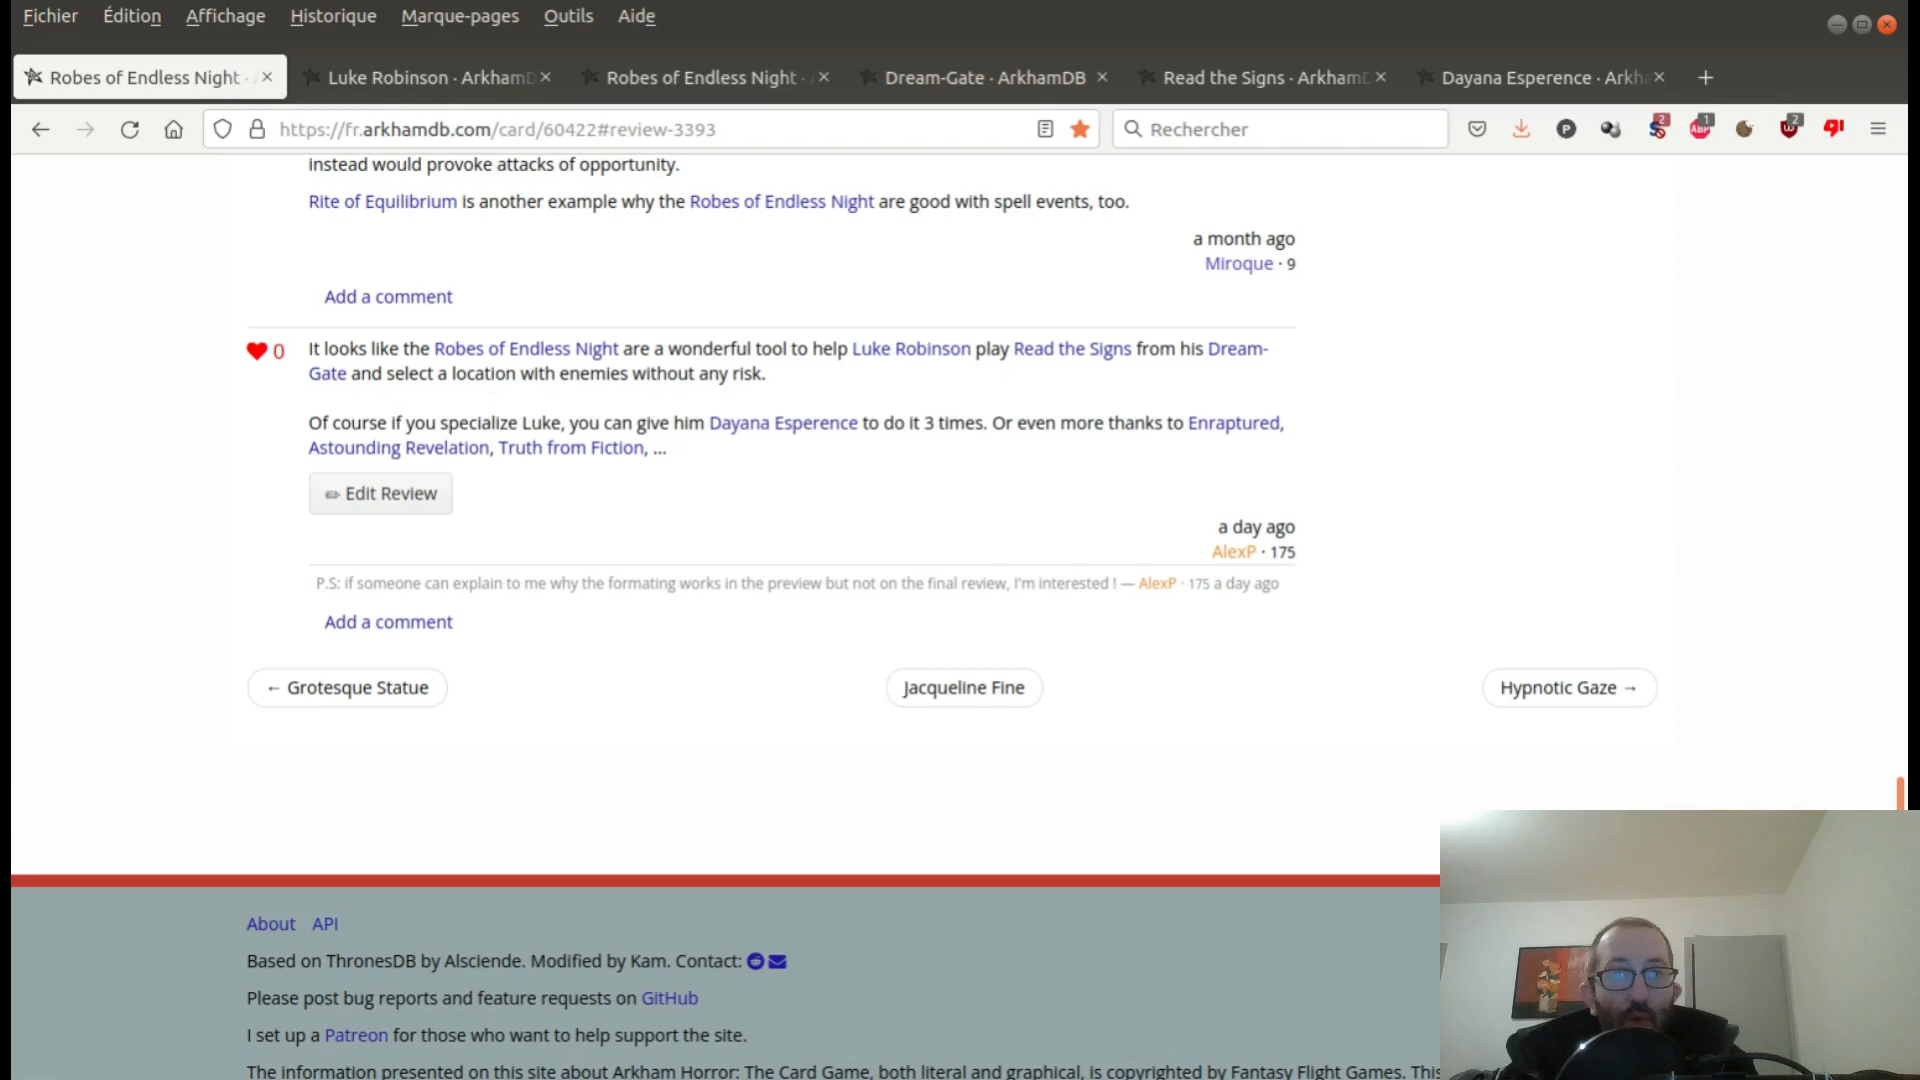 Fichier Édition Affichage Historique Marque-pages Outils Aide
Robes of Endless Night · Luke Robinson · ArkhamD Robes of Endless Night · Dream-Gate · ArkhamDB Read the Signs · ArkhamD Dayana Esperence · Arkha
https://fr.arkhamdb.com/card/60422#review-3393 Rechercher 2 1 2
instead would provoke attacks of opportunity.
Rite of Equilibrium is another example why the Robes of Endless Night are good with spell events, too.
a month ago
Miroque · 9
Add a comment
0 It looks like the Robes of Endless Night are a wonderful tool to help Luke Robinson play Read the Signs from his Dream-
Gate and select a location with enemies without any risk.
Of course if you specialize Luke, you can give him Dayana Esperence to do it 3 times. Or even more thanks to Enraptured,
Astounding Revelation, Truth from Fiction, ...
Edit Review
a day ago
AlexP · 175
P.S: if someone can explain to me why the formating works in the preview but not on the final review, I'm interested ! — AlexP · 175 a day ago
Add a comment
← Grotesque Statue Jacqueline Fine Hypnotic Gaze →
About API
Based on ThronesDB by Alsciende. Modified by Kam. Contact:
Please post bug reports and feature requests on GitHub
I set up a Patreon for those who want to help support the site.
The information presented on this site about Arkham Horror: The Card Game, both literal and graphical, is copyrighted by Fantasy Flight Games. This